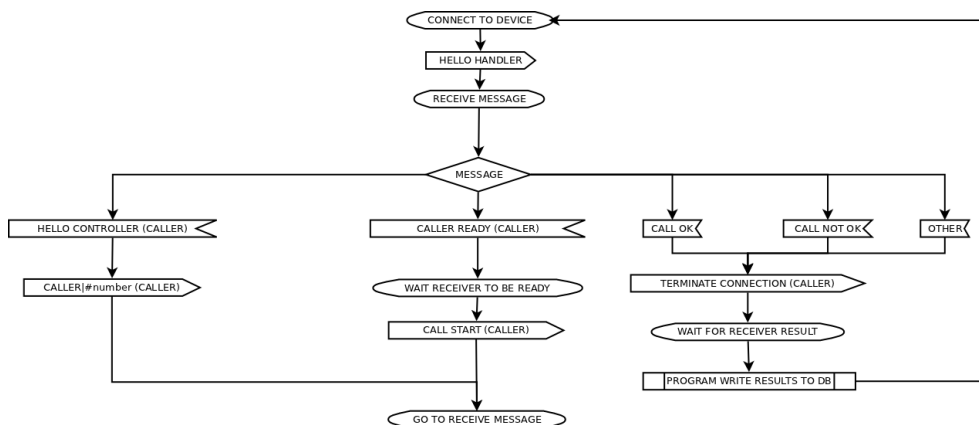 CONNECT TO DEVICE
HELLO HANDLER
RECEIVE MESSAGE
MESSAGE
HELLO CONTROLLER (CALLER)
CALLER READY (CALLER)
CALL OK
CALL NOT OK
OTHER
CALLER|#number (CALLER)
WAIT RECEIVER TO BE READY
TERMINATE CONNECTION (CALLER)
CALL START (CALLER)
WAIT FOR RECEIVER RESULT
PROGRAM WRITE RESULTS TO DB
GO TO RECEIVE MESSAGE